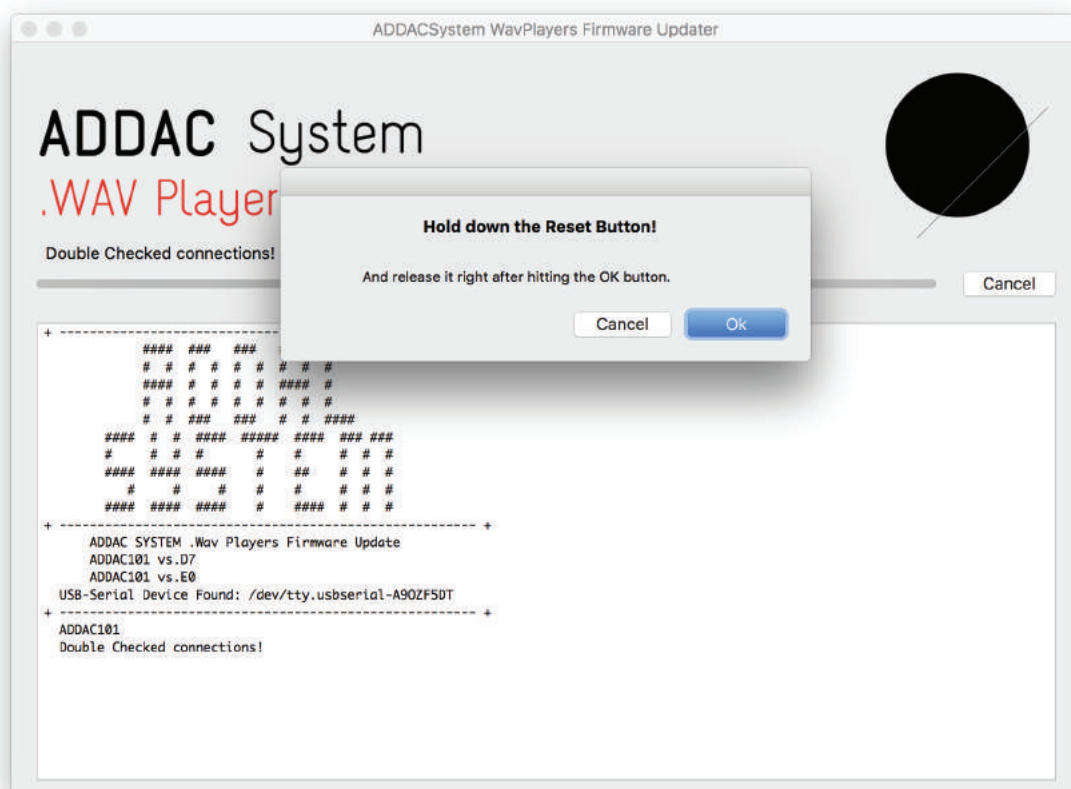 ADDACSystem WavPlayers Firmware Updater
ADDAC System
.WAV Player
Hold down the Reset Button!
Double Checked connections!
And release it right after hitting the OK button.
Cancel
Cancel Ok
ADDAC SYSTEM .Wav Players Firmware Update
ADDAC101 vs.D7
ADDAC101 vs.E0
USB-Serial Device Found: /dev/tty.usbserial-A9OZF5DT
ADDAC101
Double Checked connections!